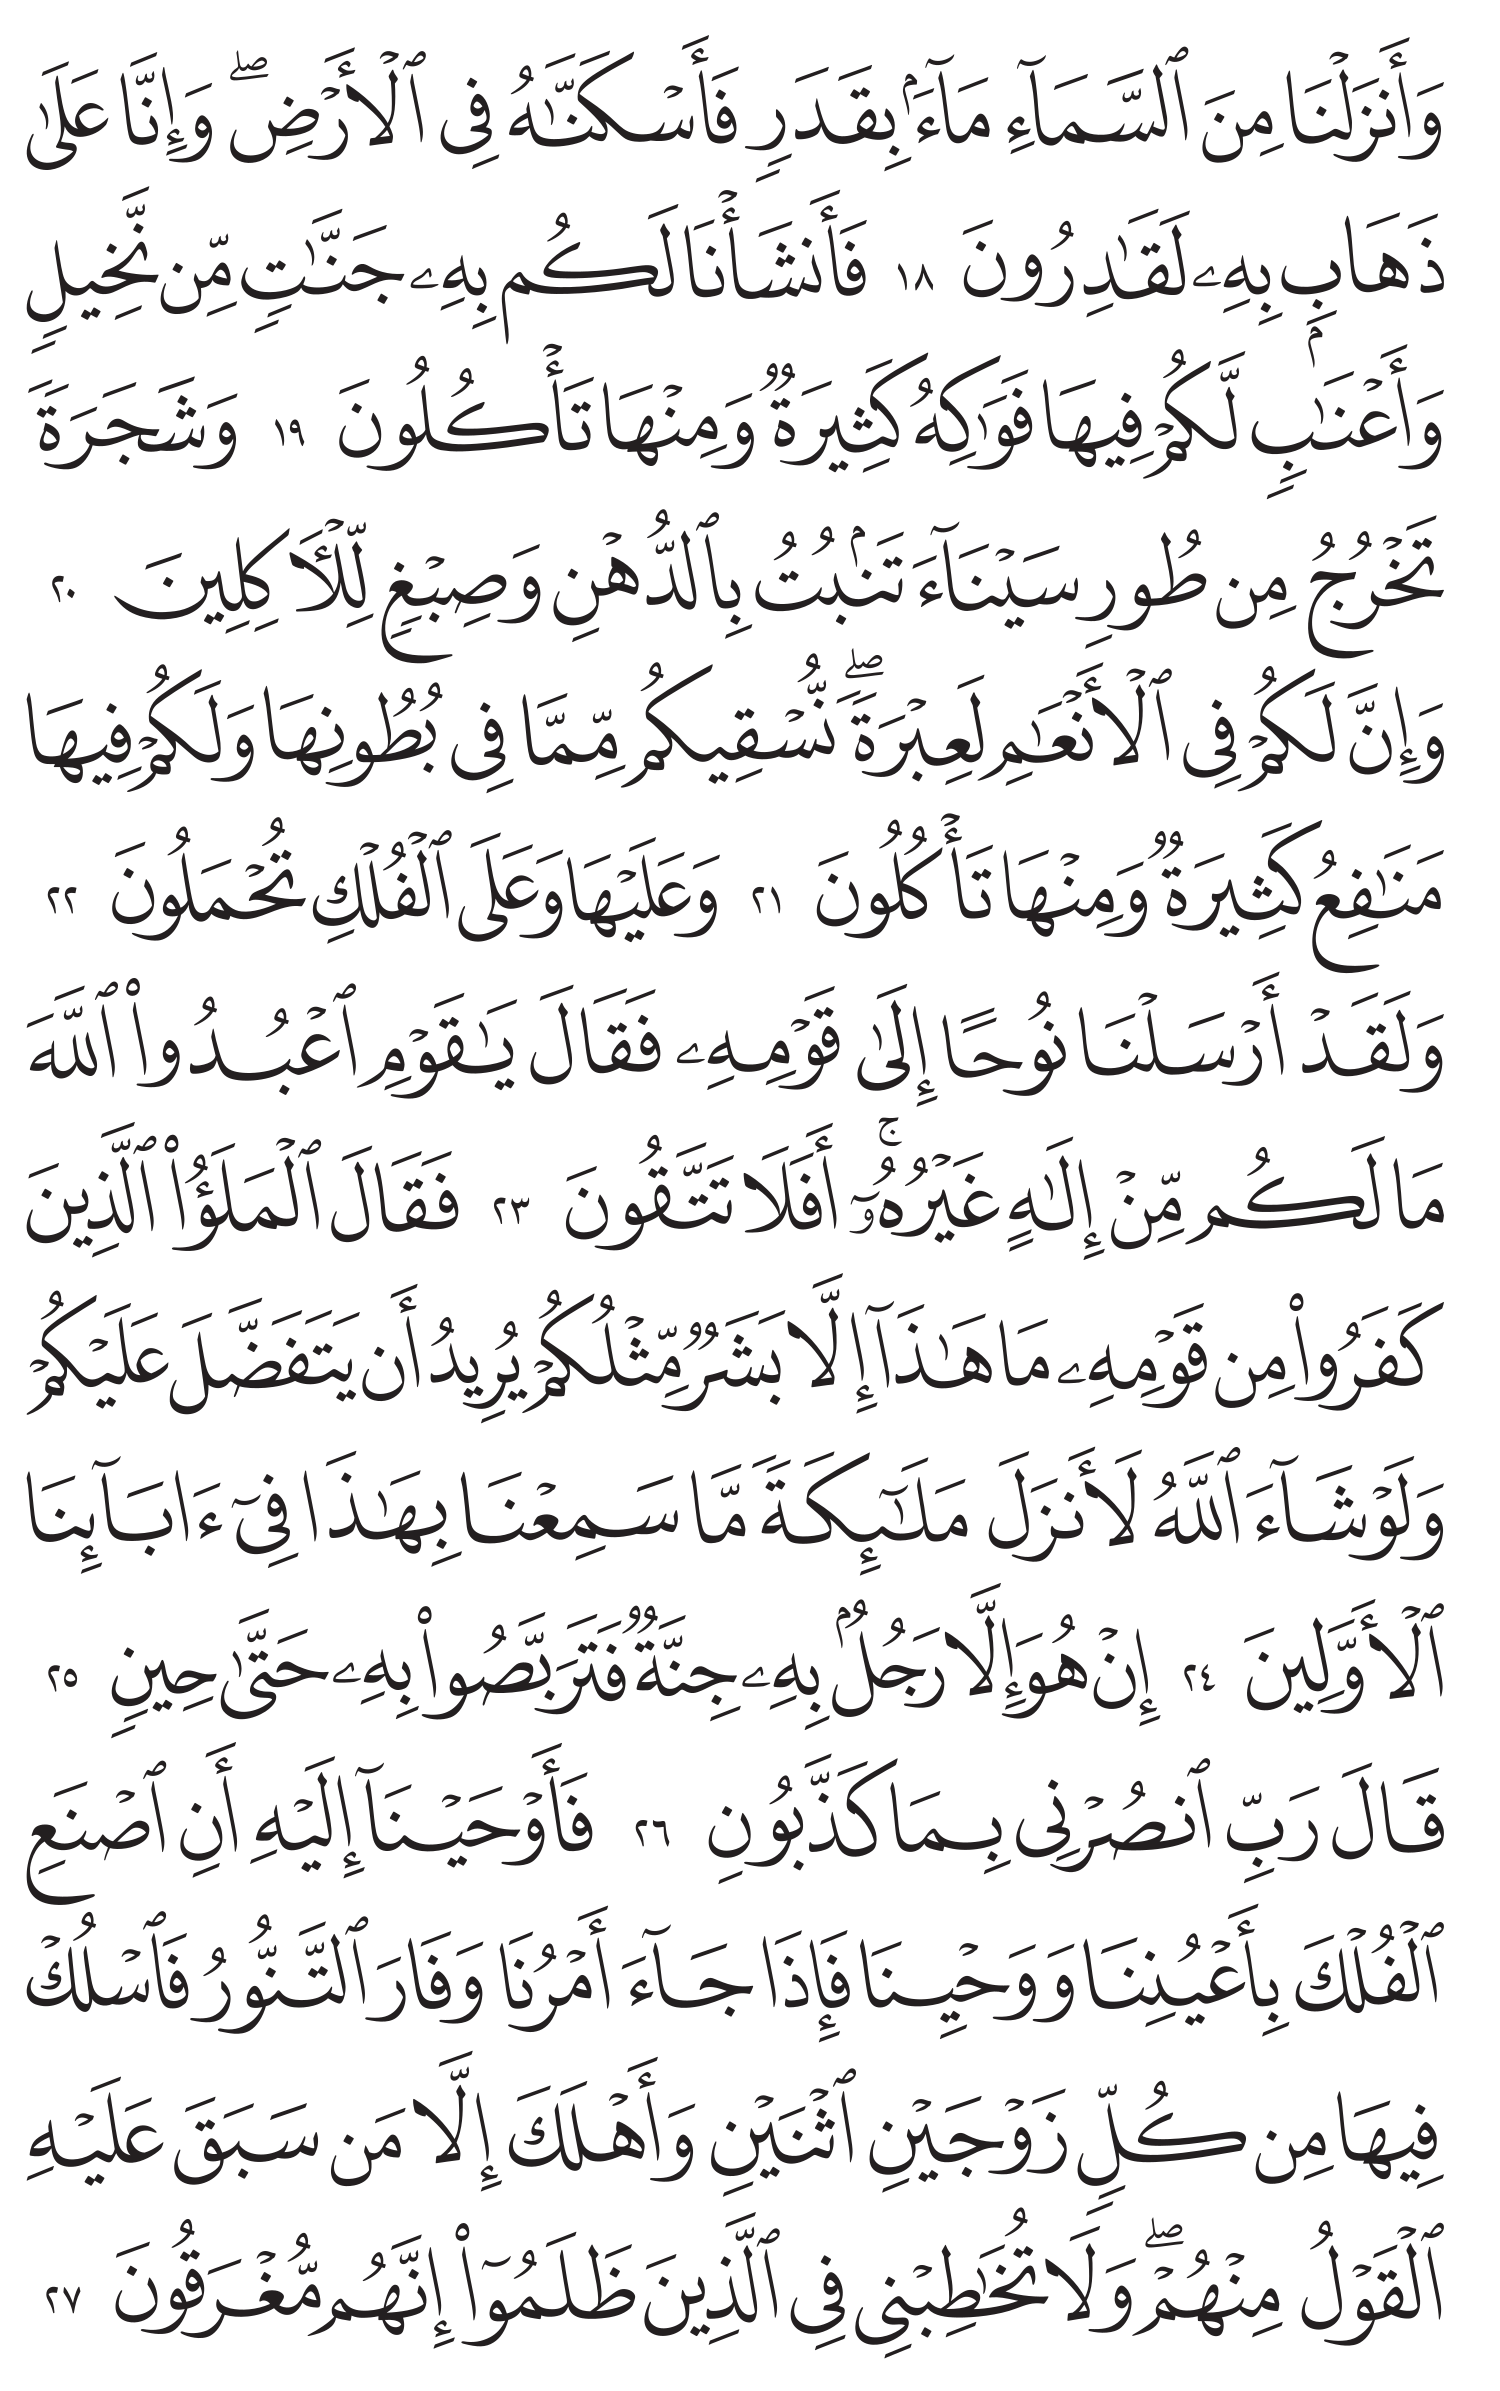 وَأَنزَلْنَا مِنَ ٱلسَّمَآءِ مَآءَۢ بِقَدَرٖ فَأَسْكَنَّٰهُ فِي ٱلْأَرْضِۖ وَإِنَّا عَلَىٰ
ذَهَابِۭ بِهِۦ لَقَٰدِرُونَ ١٨ فَأَنشَأْنَا لَكُم بِهِۦ جَنَّٰتٖ مِّن نَّخِيلٖ
وَأَعْنَٰبٖ لَّكُمْ فِيهَا فَوَٰكِهُ كَثِيرَةٞ وَمِنْهَا تَأْكُلُونَ ١٩ وَشَجَرَةٗ
تَخْرُجُ مِن طُورِ سَيْنَآءَ تَنۢبُتُ بِٱلدُّهْنِ وَصِبْغٖ لِّلْأٓكِلِينَ ٢٠
وَإِنَّ لَكُمْ فِي ٱلْأَنْعَٰمِ لَعِبْرَةٗۖ نُّسْقِيكُم مِّمَّا فِي بُطُونِهَا وَلَكُمْ فِيهَا
مَنَٰفِعُ كَثِيرَةٞ وَمِنْهَا تَأْكُلُونَ ٢١ وَعَلَيْهَا وَعَلَى ٱلْفُلْكِ تُحْمَلُونَ ٢٢
وَلَقَدْ أَرْسَلْنَا نُوحًا إِلَىٰ قَوْمِهِۦ فَقَالَ يَٰقَوْمِ ٱعْبُدُوا۟ ٱللَّهَ
مَا لَكُم مِّنْ إِلَٰهٍ غَيْرُهُۥٓۚ أَفَلَا تَتَّقُونَ ٢٣ فَقَالَ ٱلْمَلَؤُا۟ ٱلَّذِينَ
كَفَرُوا۟ مِن قَوْمِهِۦ مَا هَٰذَآ إِلَّا بَشَرٞ مِّثْلُكُمْ يُرِيدُ أَن يَتَفَضَّلَ عَلَيْكُمْ
وَلَوْ شَآءَ ٱللَّهُ لَأَنزَلَ مَلَٰٓئِكَةٗ مَّا سَمِعْنَا بِهَٰذَا فِيٓ ءَابَآئِنَا
ٱلْأَوَّلِينَ ٢٤ إِنْ هُوَ إِلَّا رَجُلُۢ بِهِۦ جِنَّةٞ فَتَرَبَّصُوا۟ بِهِۦ حَتَّىٰ حِينٖ ٢٥
قَالَ رَبِّ ٱنصُرْنِي بِمَا كَذَّبُونِ ٢٦ فَأَوْحَيْنَآ إِلَيْهِ أَنِ ٱصْنَعِ
ٱلْفُلْكَ بِأَعْيُنِنَا وَوَحْيِنَا فَإِذَا جَآءَ أَمْرُنَا وَفَارَ ٱلتَّنُّورُ فَٱسْلُكْ
فِيهَا مِن كُلّٖ زَوْجَيْنِ ٱثْنَيْنِ وَأَهْلَكَ إِلَّا مَن سَبَقَ عَلَيْهِ
ٱلْقَوْلُ مِنْهُمْۖ وَلَا تُخَٰطِبْنِي فِي ٱلَّذِينَ ظَلَمُوٓا۟ إِنَّهُم مُّغْرَقُونَ ٢٧